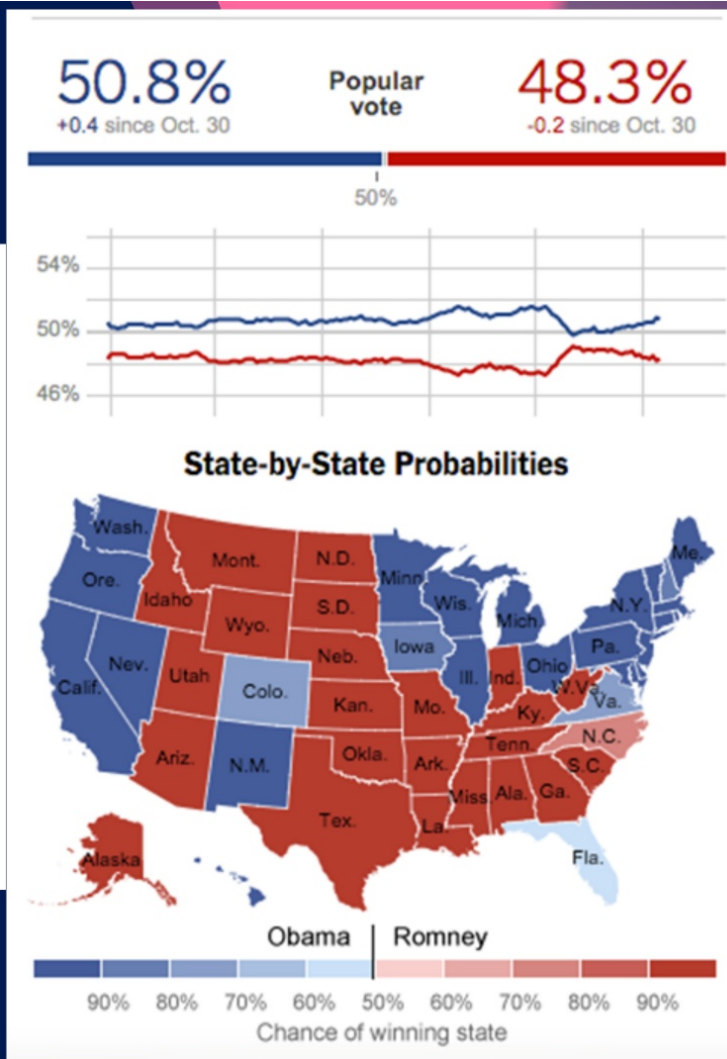 50.8%
+0.4 since Oct. 30
Popular
vote
48.3%
-0.2 since Oct. 30
50%
54%
50%
46%
State-by-State Probabilities
Wash.
Ore.
Calif.
Nev.
Idaho
Mont.
Wyo.
Utah
Ariz.
Colo.
N.M.
N.D.
S.D.
Neb.
Kan.
Okla.
Tex.
Minn
Iowa
Mo.
Ark.
La.
Wis.
Ill.
Mich
Ind.
Ohio
Ky.
Tenn.
Miss
Ala.
Ga.
W.Va.
Va.
N.C.
S.C.
Fla.
Pa.
N.Y.
Me.
Alaska
Obama | Romney
90% 80% 70% 60% 50% 60% 70% 80% 90%
Chance of winning state